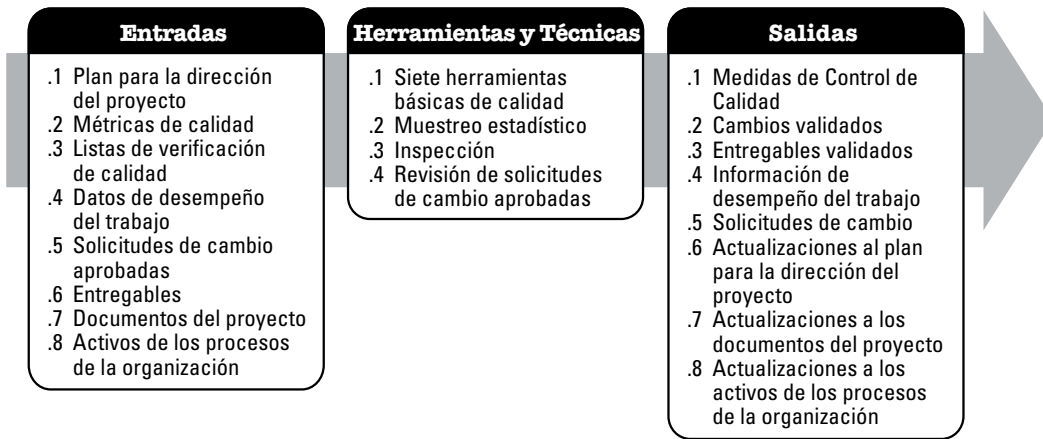 Entradas
.1 Plan para la dirección
del proyecto
.2 Métricas de calidad
.3 Listas de verificación
de calidad
.4 Datos de desempeño
del trabajo
.5 Solicitudes de cambio
aprobadas
.6 Entregables
.7 Documentos del proyecto
.8 Activos de los procesos
de la organización
Herramientas y Técnicas
.1 Siete herramientas
básicas de calidad
.2 Muestreo estadístico
.3 Inspección
.4 Revisión de solicitudes
de cambio aprobadas
Salidas
.1 Medidas de Control de
Calidad
.2 Cambios validados
.3 Entregables validados
.4 Información de
desempeño del trabajo
.5 Solicitudes de cambio
.6 Actualizaciones al plan
para la dirección del
proyecto
.7 Actualizaciones a los
documentos del proyecto
.8 Actualizaciones a los
activos de los procesos
de la organización